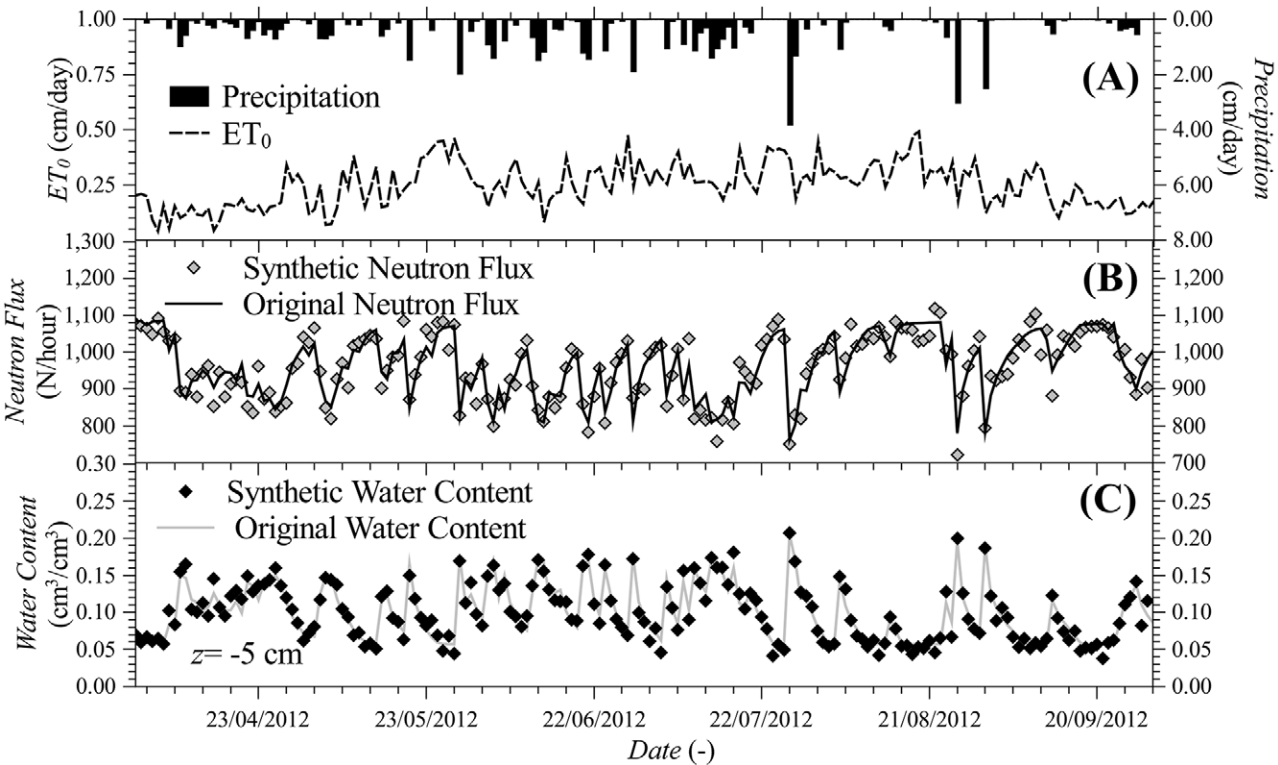 1.00
0.75
0.50
0.25
ET0 (cm/day)
0.00
2.00
4.00
6.00
8.00
Precipitation
(cm/day)
(A)
Precipitation
ET0
1,300
1,200
1,100
1,000
900
800
Neutron Flux
(N/hour)
1,200
1,100
1,000
900
800
700
(B)
Synthetic Neutron Flux
Original Neutron Flux
0.30
0.25
0.20
0.15
0.10
0.05
0.00
Water Content
(cm3/cm3)
0.25
0.20
0.15
0.10
0.05
0.00
(C)
Synthetic Water Content
Original Water Content
z= -5 cm
23/04/2012 23/05/2012 22/06/2012 22/07/2012 21/08/2012 20/09/2012
Date (-)